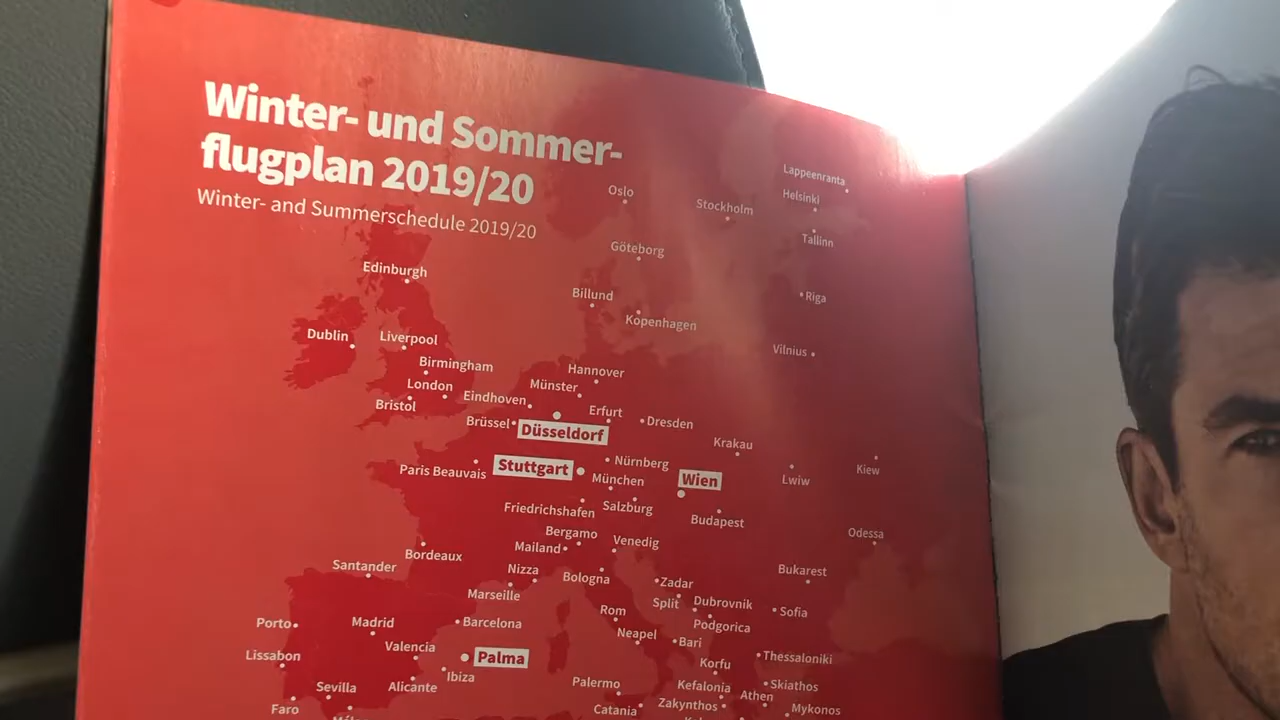 Winter- und Sommer-
flugplan 2019/20
Winter- and Summerschedule 2019/20
Lappeenranta
Oslo
Helsinki
Stockholm
Tallinn
Göteborg
Edinburgh
Billund
Riga
Kopenhagen
Dublin
Liverpool
Vilnius
Birmingham
Hannover
London
Münster
Eindhoven
Bristol
Erfurt
Brüssel
Dresden
Düsseldorf
Krakau
Paris Beauvais
Stuttgart
Nürnberg
Kiew
München
Wien
Lwiw
Friedrichshafen
Salzburg
Budapest
Bergamo
Odessa
Mailand
Venedig
Bordeaux
Santander
Nizza
Bologna
Bukarest
Zadar
Marseille
Split
Dubrovnik
Rom
Sofia
Porto
Madrid
Barcelona
Podgorica
Neapel
Bari
Valencia
Lissabon
Palma
Korfu
Thessaloniki
Ibiza
Sevilla
Alicante
Palermo
Kefalonia
Skiathos
Athen
Faro
Catania
Zakynthos
Mykonos